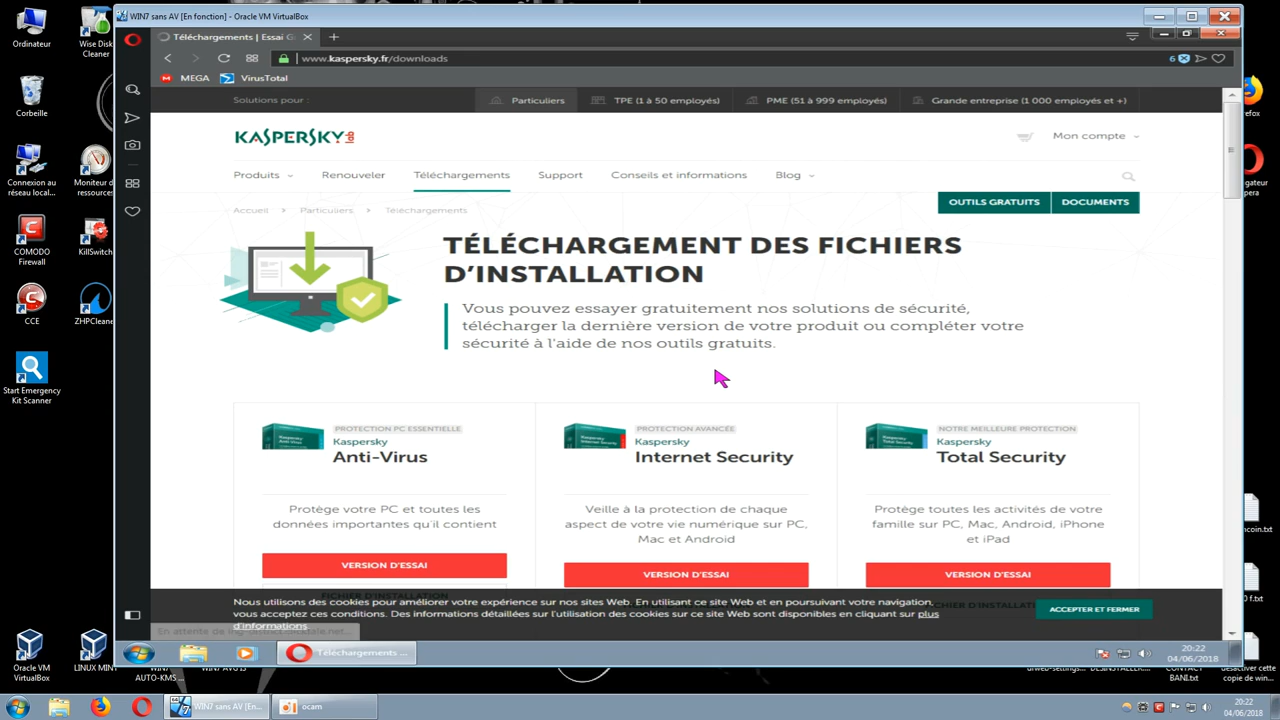 WIN7 sans AV [En fonction] - Oracle VM VirtualBox
Téléchargements | Essai G
www.kaspersky.fr/downloads
6
MEGA
VirusTotal
Solutions pour :
Particuliers
TPE (1 à 50 employés)
PME (51 à 999 employés)
Grande entreprise (1 000 employés et +)
KASPERSKY lab
Mon compte
Produits
Renouveler
Téléchargements
Support
Conseils et informations
Blog
Accueil > Particuliers > Téléchargements
OUTILS GRATUITS
DOCUMENTS
TÉLÉCHARGEMENT DES FICHIERS
D'INSTALLATION
Vous pouvez essayer gratuitement nos solutions de sécurité,
télécharger la dernière version de votre produit ou compléter votre
sécurité à l'aide de nos outils gratuits.
PROTECTION PC ESSENTIELLE
Kaspersky
Anti-Virus
Protège votre PC et toutes les
données importantes qu'il contient
VERSION D'ESSAI
PROTECTION AVANCÉE
Kaspersky
Internet Security
Veille à la protection de chaque
aspect de votre vie numérique sur PC,
Mac et Android
VERSION D'ESSAI
NOTRE MEILLEURE PROTECTION
Kaspersky
Total Security
Protège toutes les activités de votre
famille sur PC, Mac, Android, iPhone
et iPad
VERSION D'ESSAI
Nous utilisons des cookies pour améliorer votre expérience sur nos sites Web. En utilisant ce site Web et en poursuivant votre navigation,
vous acceptez ces conditions. Des informations détaillées sur l'utilisation des cookies sur ce site Web sont disponibles en cliquant sur plus
d'informations.
ACCEPTER ET FERMER
Téléchargements ...
20:22
04/06/2018
Ordinateur
Wise Disk
Cleaner
Corbeille
Connexion au
réseau local...
Moniteur de
ressources
COMODO
Firewall
KillSwitch
CCE
ZHPCleaner
Start Emergency
Kit Scanner
Oracle VM
VirtualBox
LINUX MINT
AUTO-KMS
CONTACT
BANI.txt
désactiver cette
copie de win...
WIN7 sans AV [En...
ocam
20:22
04/06/2018